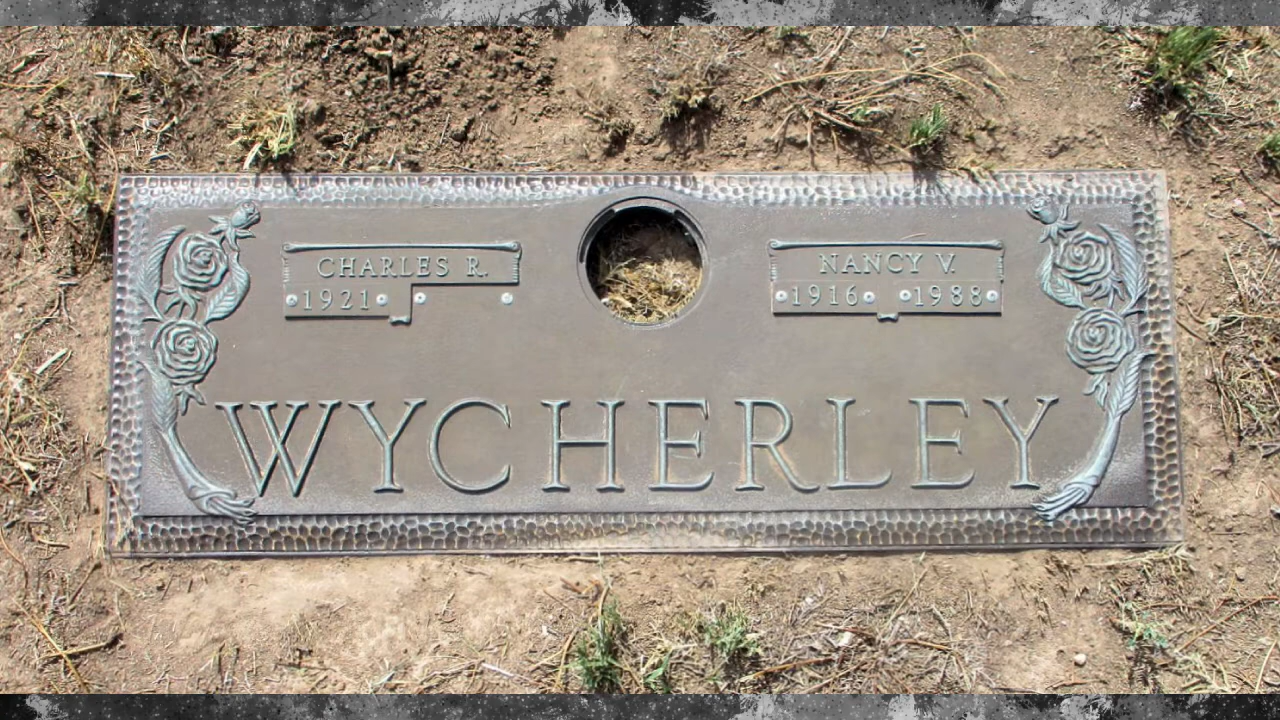 CHARLES R.
1921
NANCY V.
1916 1988
WYCHERLEY